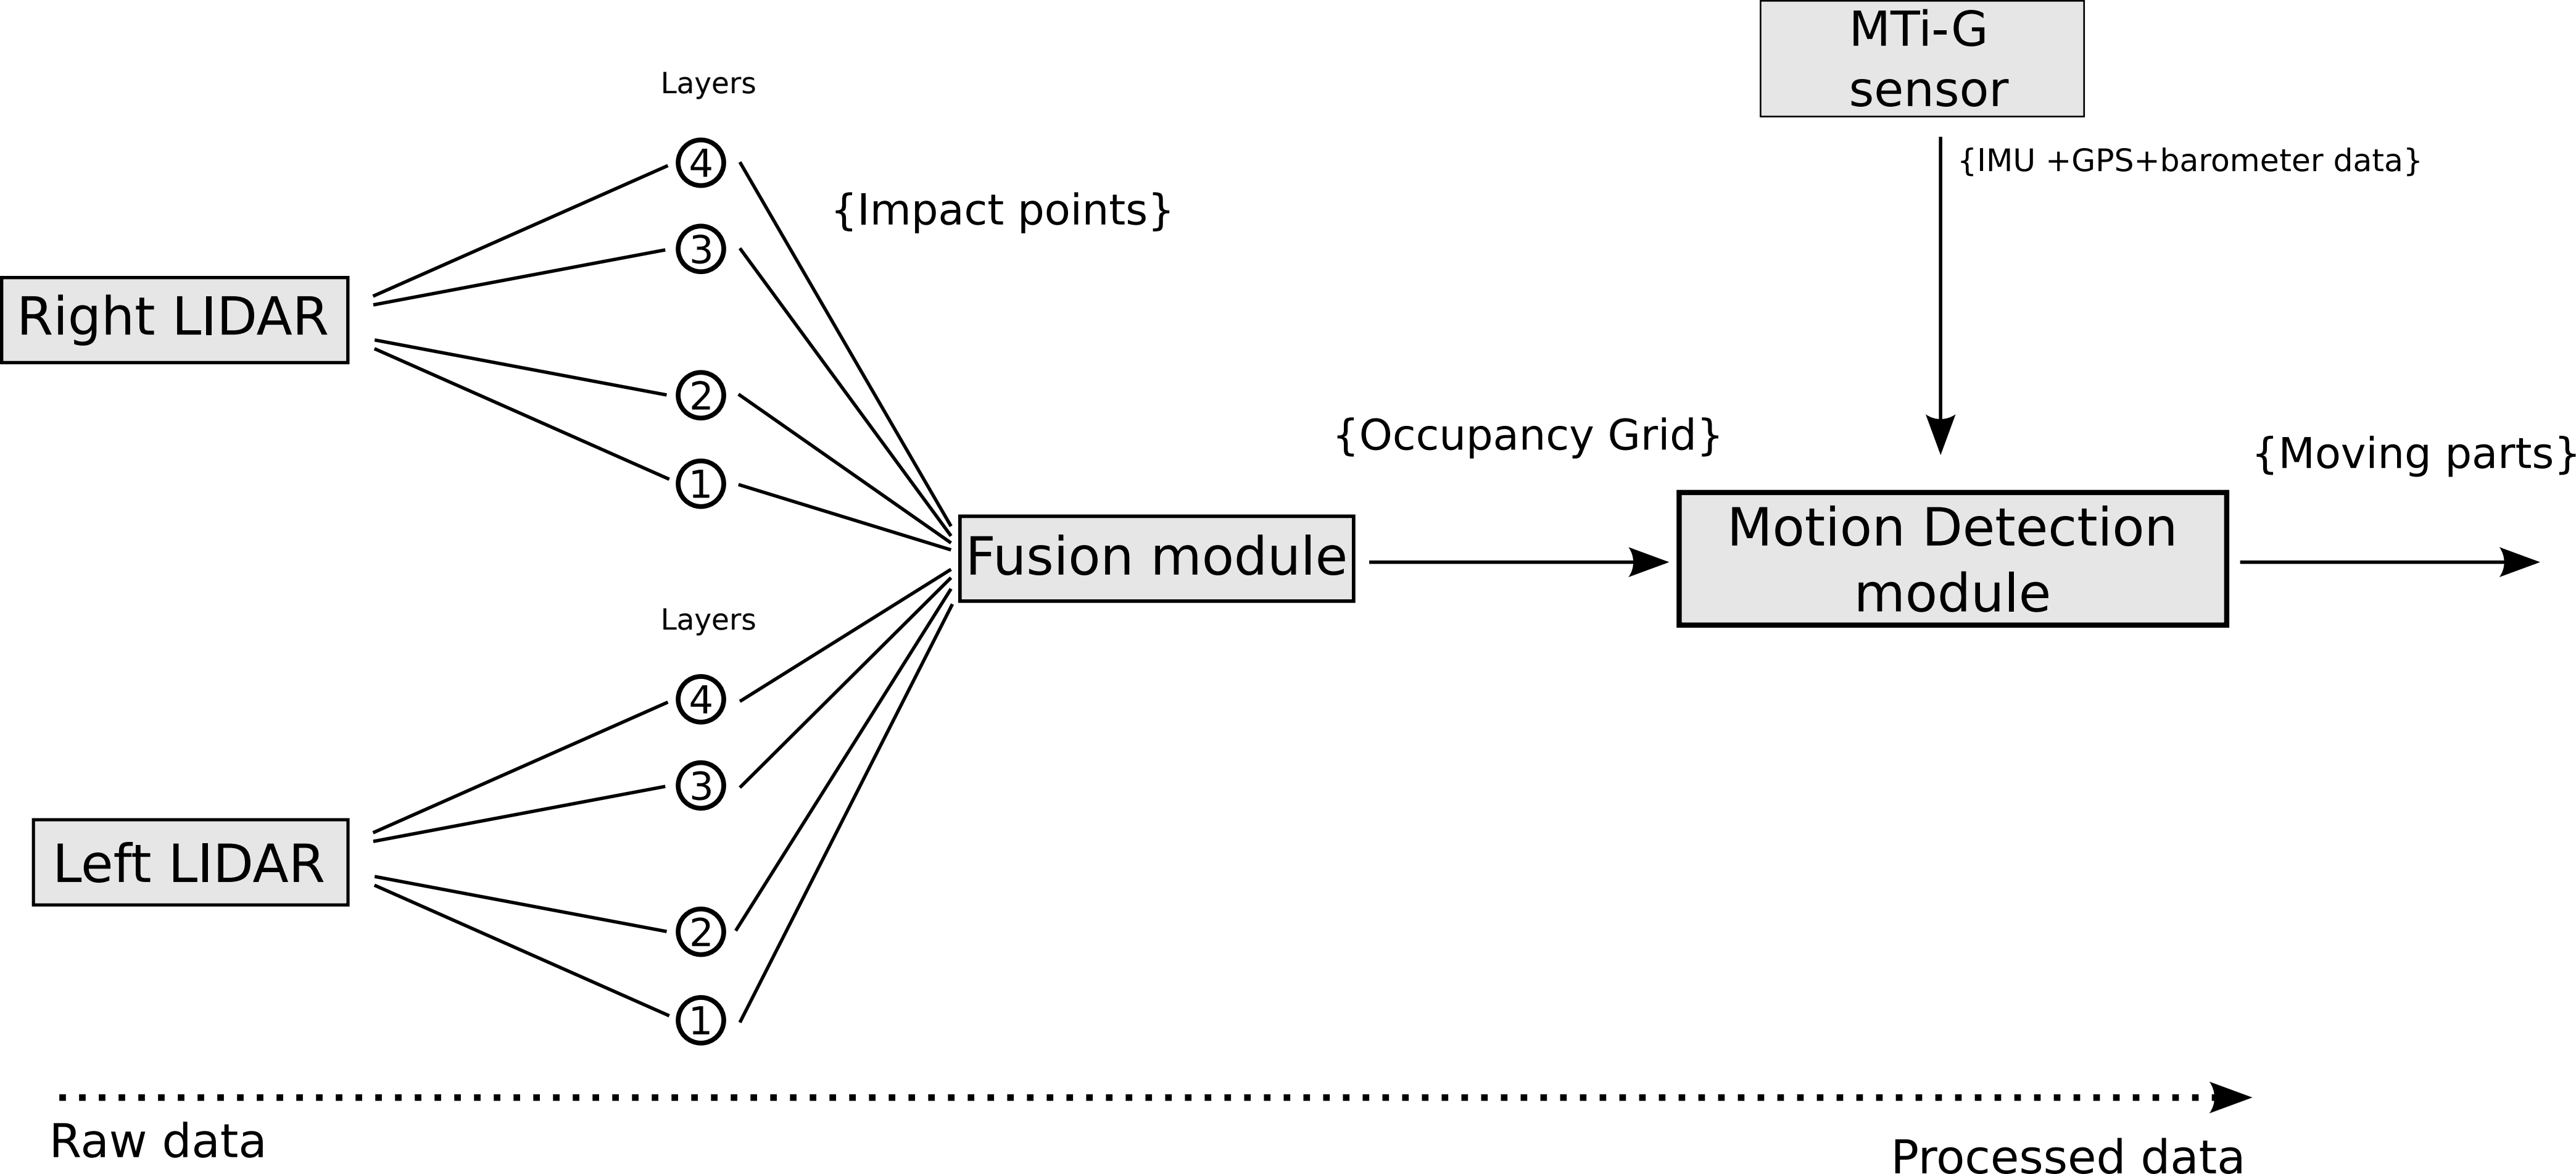 MTi-G
sensor
Layers
4
{IMU +GPS+barometer data}
{Impact points}
3
Right LIDAR
2
{Occupancy Grid}
{Moving parts}
1
Motion Detection
module
Fusion module
Layers
4
3
Left LIDAR
2
1
Raw data
Processed data